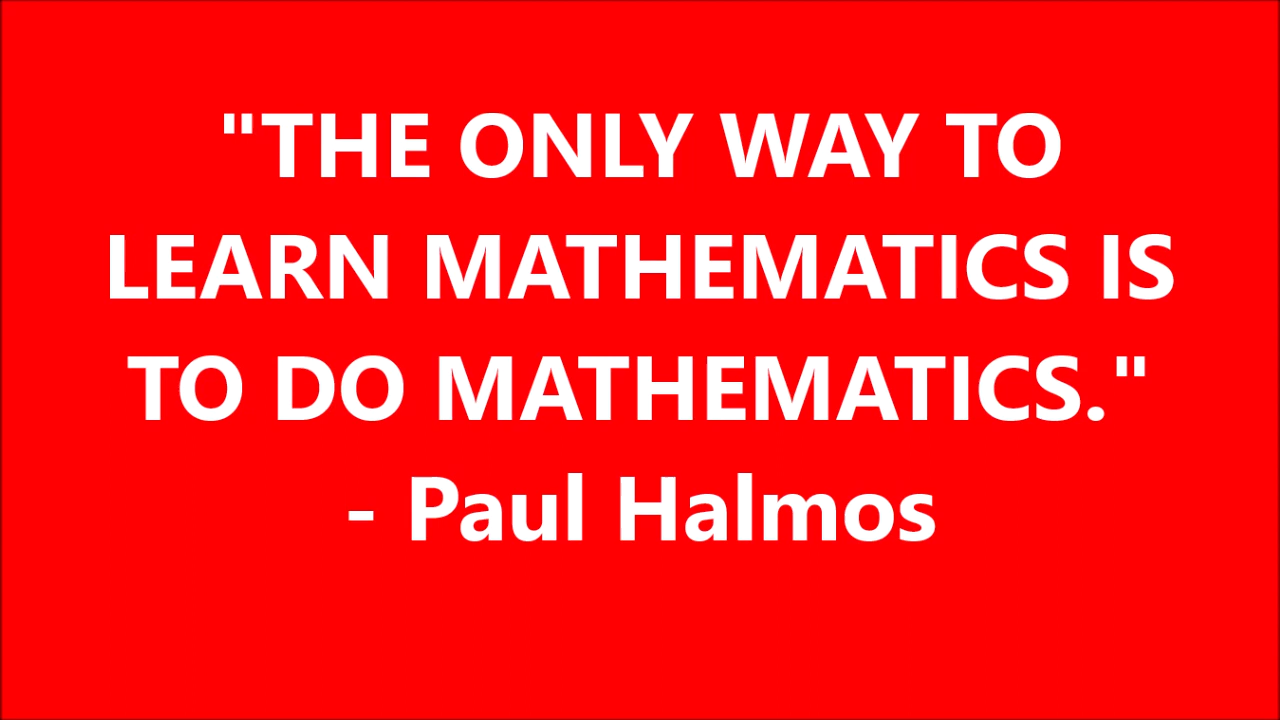 "THE ONLY WAY TO
LEARN MATHEMATICS IS
TO DO MATHEMATICS."
- Paul Halmos